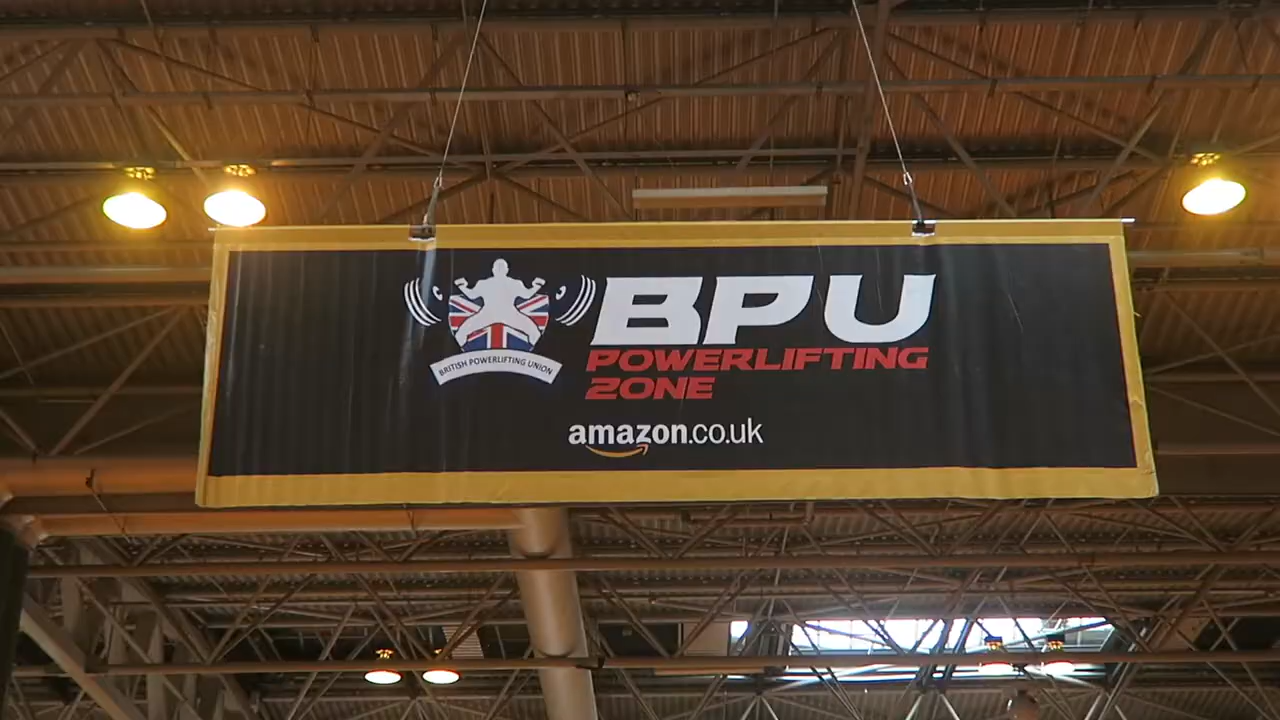 BPU
POWERLIFTING
ZONE
BRITISH POWERLIFTING UNION
amazon.co.uk